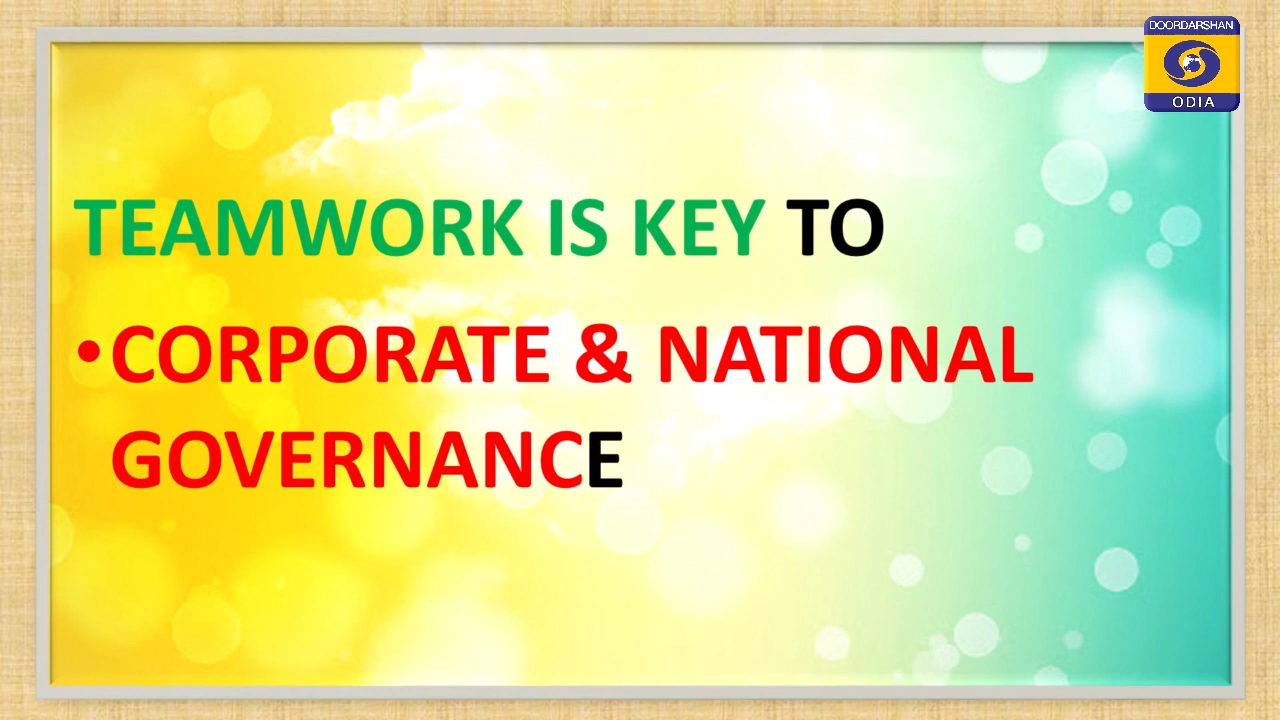 DOORDARSHAN
ODIA
TEAMWORK IS KEY TO
•CORPORATE & NATIONAL
GOVERNANCE